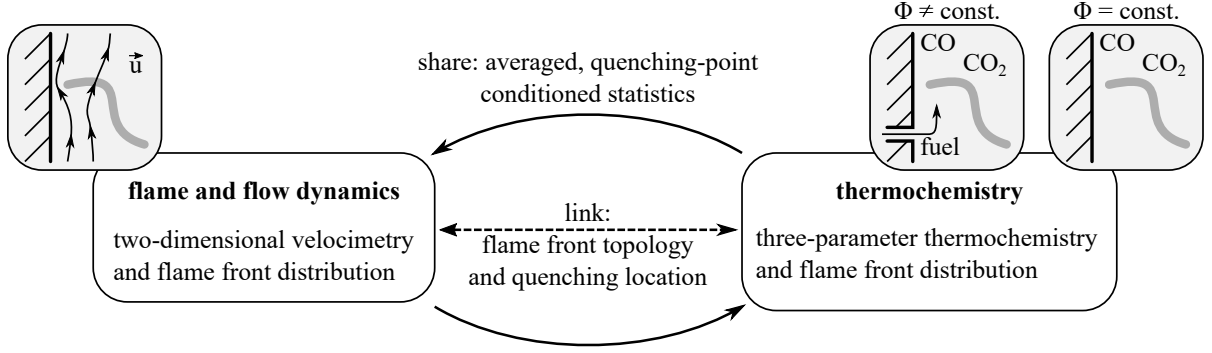 Φ ≠ const.
Φ = const.
u⃗
CO
CO₂
fuel
CO
CO₂
share: averaged, quenching-point
conditioned statistics
flame and flow dynamics
two-dimensional velocimetry
and flame front distribution
link:
flame front topology
and quenching location
thermochemistry
three-parameter thermochemistry
and flame front distribution